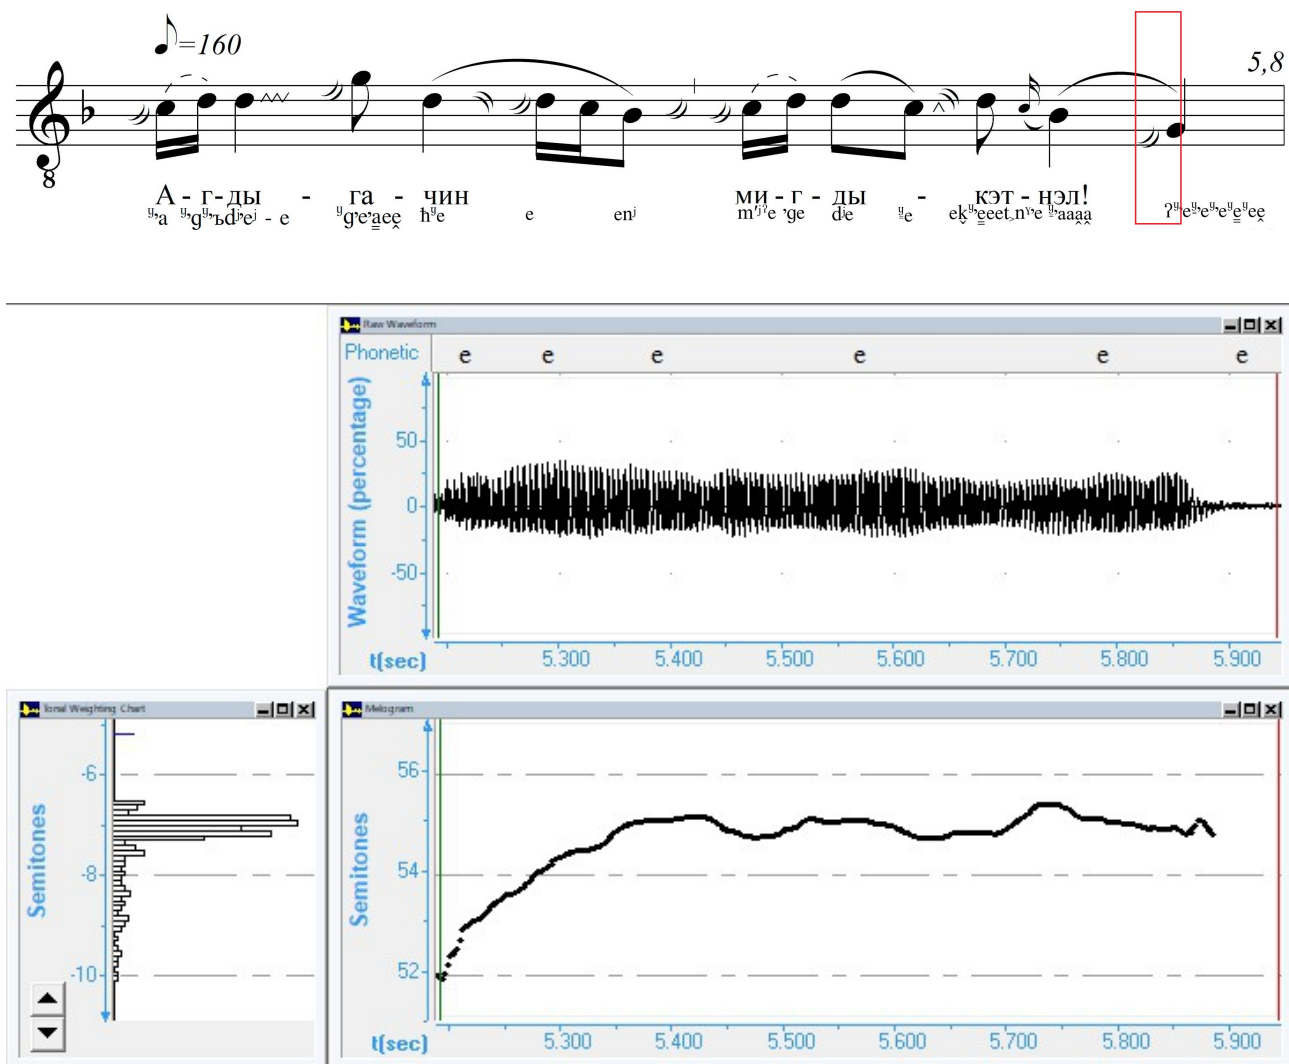 ♪=160
5,8
8
А - г - ды - га - чин ми - г - ды - кэт - нэл!
Raw Waveform
Phonetic e e e e e e
Waveform (percentage)
50
0
-50
t(sec) 5.300 5.400 5.500 5.600 5.700 5.800 5.900
Tonal Weighting Chart
Semitones
-6
-8
-10
Melogram
Semitones
56
54
52
t(sec) 5.300 5.400 5.500 5.600 5.700 5.800 5.900